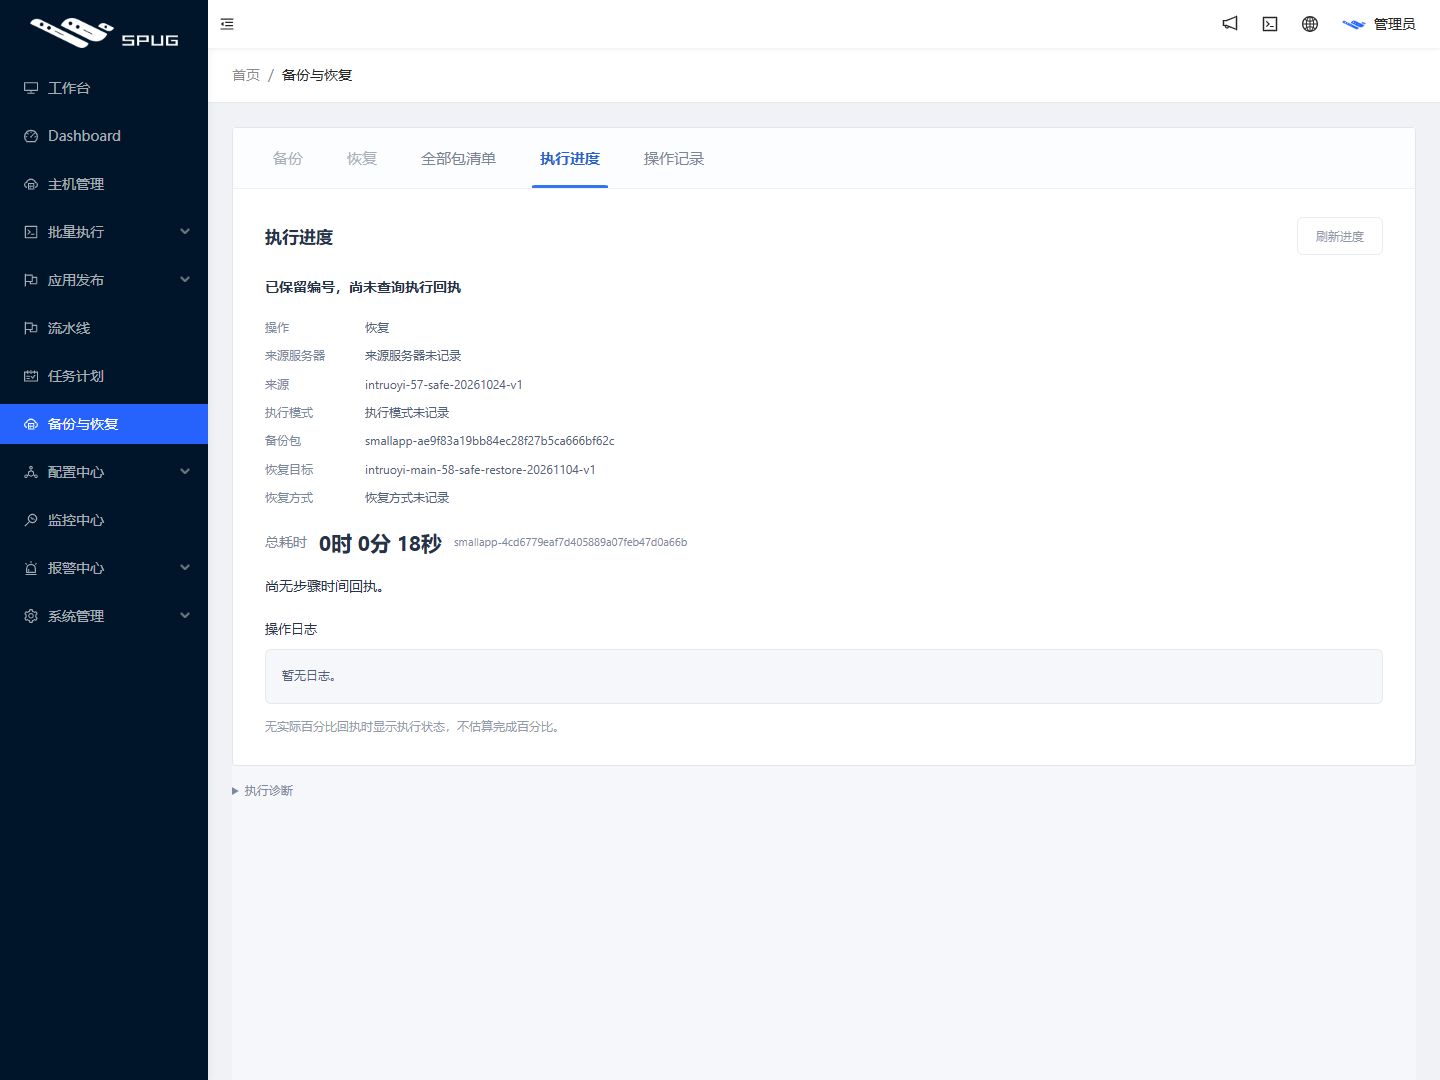 SPUG
管理员
工作台
Dashboard
主机管理
批量执行
应用发布
流水线
任务计划
备份与恢复
配置中心
监控中心
报警中心
系统管理
首页 / 备份与恢复
备份 恢复 全部包清单 执行进度 操作记录
执行进度
刷新进度
已保留编号，尚未查询执行回执
操作 恢复
来源服务器 来源服务器未记录
来源 intruoyi-57-safe-20261024-v1
执行模式 执行模式未记录
备份包 smallapp-ae9f83a19bb84ec28f27b5ca666bf62c
恢复目标 intruoyi-main-58-safe-restore-20261104-v1
恢复方式 恢复方式未记录
总耗时 0时 0分 18秒 smallapp-4cd6779eaf7d405889a07feb47d0a66b
尚无步骤时间回执。
操作日志
暂无日志。
无实际百分比回执时显示执行状态，不估算完成百分比。
执行诊断